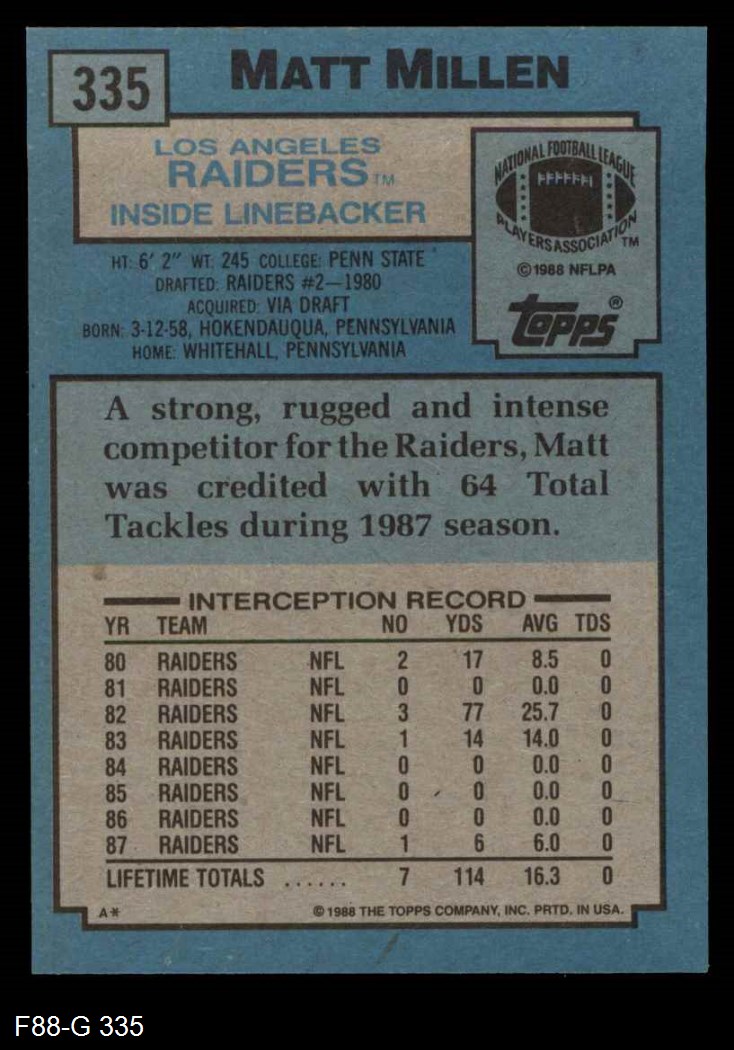 335
MATT MILLEN
LOS ANGELES
RAIDERS TM
INSIDE LINEBACKER
NATIONAL FOOTBALL LEAGUE
PLAYERS ASSOCIATION TM
©1988 NFLPA
Topps®
HT: 6' 2" WT: 245 COLLEGE: PENN STATE
DRAFTED: RAIDERS #2—1980
ACQUIRED: VIA DRAFT
BORN: 3-12-58, HOKENDAUQUA, PENNSYLVANIA
HOME: WHITEHALL, PENNSYLVANIA
A strong, rugged and intense
competitor for the Raiders, Matt
was credited with 64 Total
Tackles during 1987 season.
INTERCEPTION RECORD
YR TEAM NO YDS AVG TDS
80 RAIDERS NFL 2 17 8.5 0
81 RAIDERS NFL 0 0 0.0 0
82 RAIDERS NFL 3 77 25.7 0
83 RAIDERS NFL 1 14 14.0 0
84 RAIDERS NFL 0 0 0.0 0
85 RAIDERS NFL 0 0 0.0 0
86 RAIDERS NFL 0 0 0.0 0
87 RAIDERS NFL 1 6 6.0 0
LIFETIME TOTALS ...... 7 114 16.3 0
A* ©1988 THE TOPPS COMPANY, INC. PRTD. IN USA.
F88-G 335